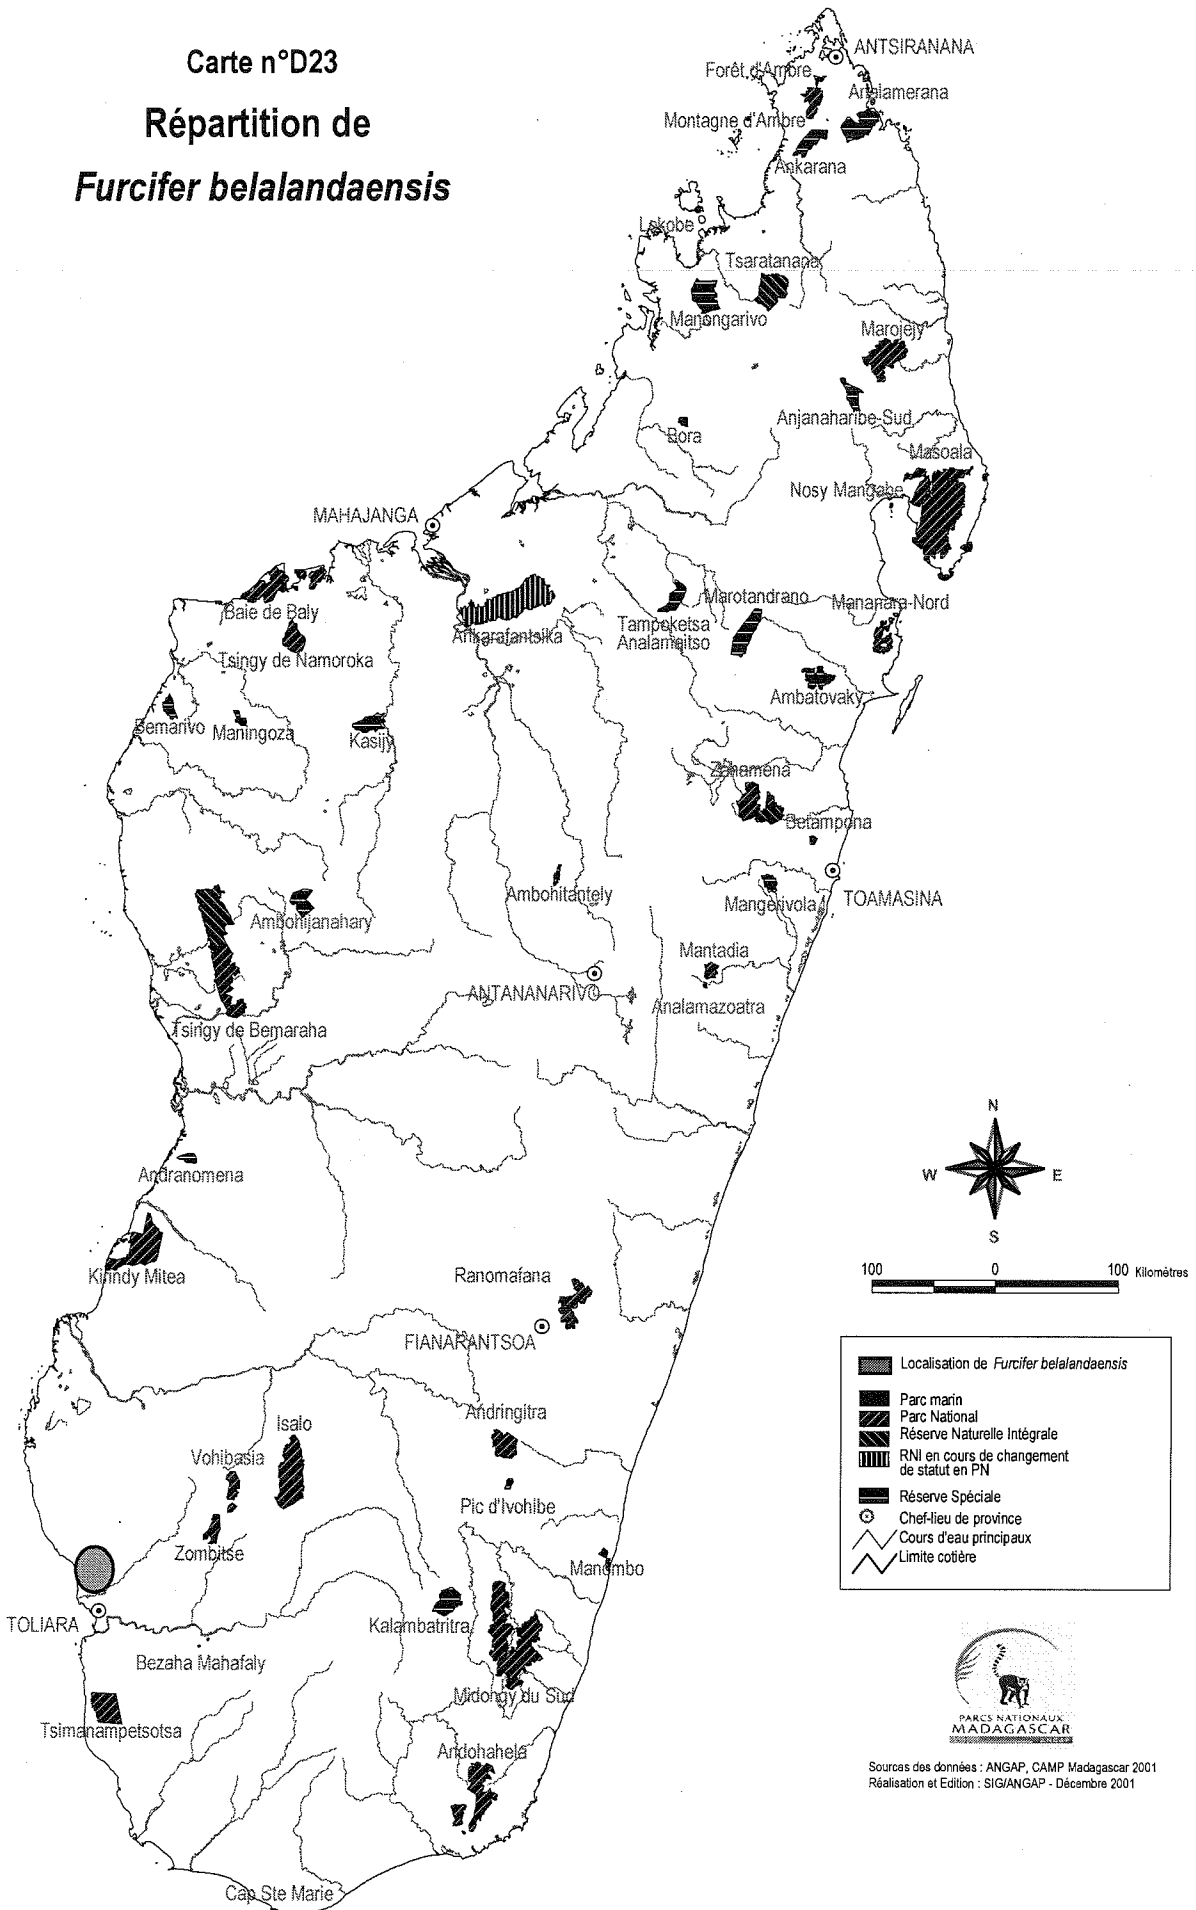 Carte n°D23
Répartition de
Furcifer belalandaensis
ANTSIRANANA
Forêt d'Ambre
Analamerana
Montagne d'Ambre
Ankarana
Lokobe
Tsaratanana
Manongarivo
Marojejy
Anjanaharibe-Sud
Bora
Masoala
Nosy Mangabe
MAHAJANGA
Baie de Baly
Ankarafantsika
Marotandrano
Mananara-Nord
Tampoketsa
Analamaitso
Tsingy de Namoroka
Ambatovaky
Bemarivo
Maningoza
Kasijy
Zahamena
Betampona
Ambohitantely
Mangerivola
TOAMASINA
Ambohijanahary
Mantadia
ANTANANARIVO
Analamazoatra
Tsingy de Bemaraha
N
W
E
S
Andranomena
100 0 100 Kilomètres
Kirindy Mitea
Ranomafana
FIANARANTSOA
Localisation de Furcifer belalandaensis
Parc marin
Parc National
Réserve Naturelle Intégrale
RNI en cours de changement
de statut en PN
Réserve Spéciale
Chef-lieu de province
Cours d'eau principaux
Limite cotière
Isalo
Andringitra
Vohibasia
Pic d'Ivohibe
Zombitse
Manombo
TOLIARA
Kalambatritra
Bezaha Mahafaly
Midongy du Sud
Tsimanampetsotsa
Andohahela
Cap Ste Marie
PARCS NATIONAUX
MADAGASCAR
Sources des données : ANGAP, CAMP Madagascar 2001
Réalisation et Edition : SIG/ANGAP - Décembre 2001